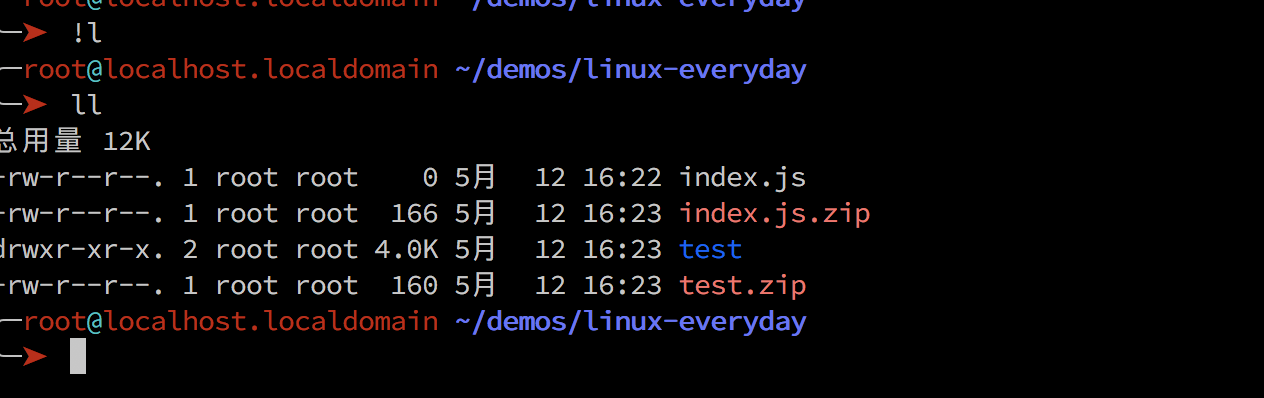 root@localhost.localdomain ~/demos/linux-everyday
─➤ !l
─root@localhost.localdomain ~/demos/linux-everyday
─➤ ll
总用量 12K
-rw-r--r--. 1 root root    0 5月  12 16:22 index.js
-rw-r--r--. 1 root root  166 5月  12 16:23 index.js.zip
drwxr-xr-x. 2 root root 4.0K 5月  12 16:23 test
-rw-r--r--. 1 root root  160 5月  12 16:23 test.zip
─root@localhost.localdomain ~/demos/linux-everyday
─➤